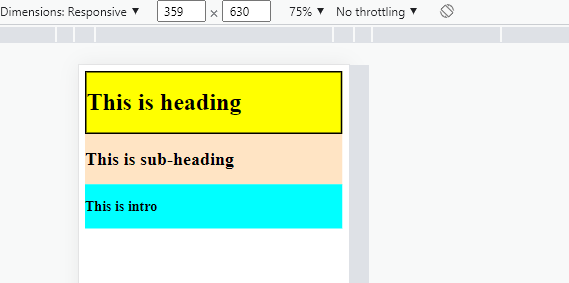 Dimensions: Responsive ▼ 359 × 630 75% ▼ No throttling ▼
This is heading
This is sub-heading
This is intro